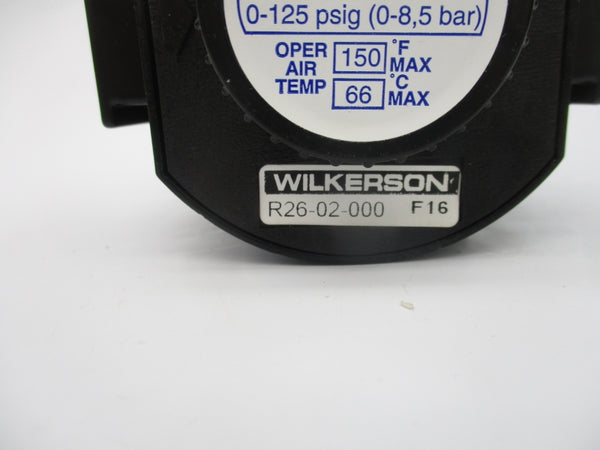 0-125 psig (0-8,5 bar)
OPER AIR TEMP 150 °F MAX
66 °C MAX
WILKERSON
R26-02-000 F16